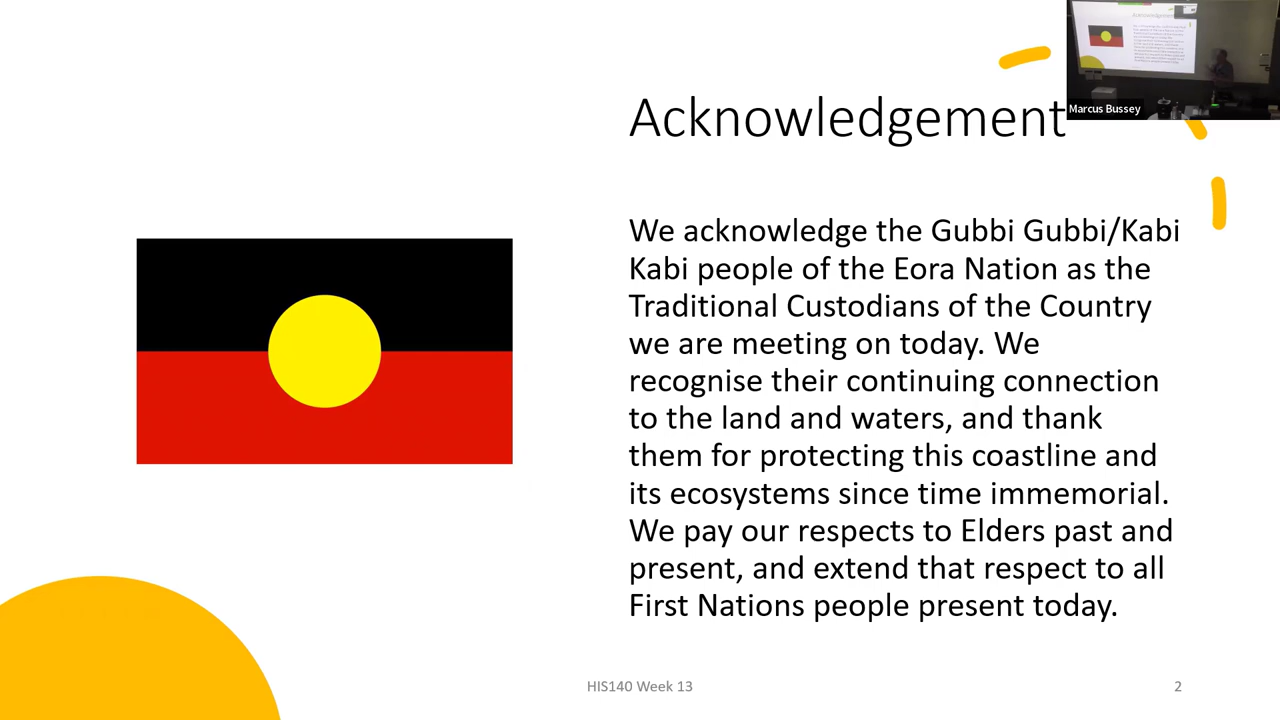 Acknowledgement
Marcus Bussey
We acknowledge the Gubbi Gubbi/Kabi
Kabi people of the Eora Nation as the
Traditional Custodians of the Country
we are meeting on today. We
recognise their continuing connection
to the land and waters, and thank
them for protecting this coastline and
its ecosystems since time immemorial.
We pay our respects to Elders past and
present, and extend that respect to all
First Nations people present today.
HIS140 Week 13
2